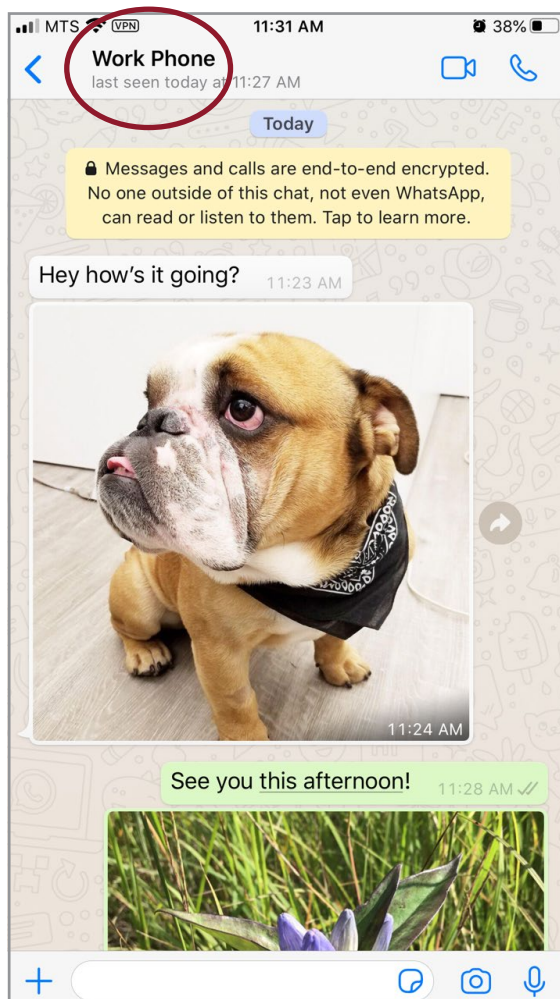 MTS VPN 11:31 AM 38%
Work Phone
last seen today at 11:27 AM
Today
Messages and calls are end-to-end encrypted.
No one outside of this chat, not even WhatsApp,
can read or listen to them. Tap to learn more.
Hey how's it going? 11:23 AM
11:24 AM
See you this afternoon! 11:28 AM